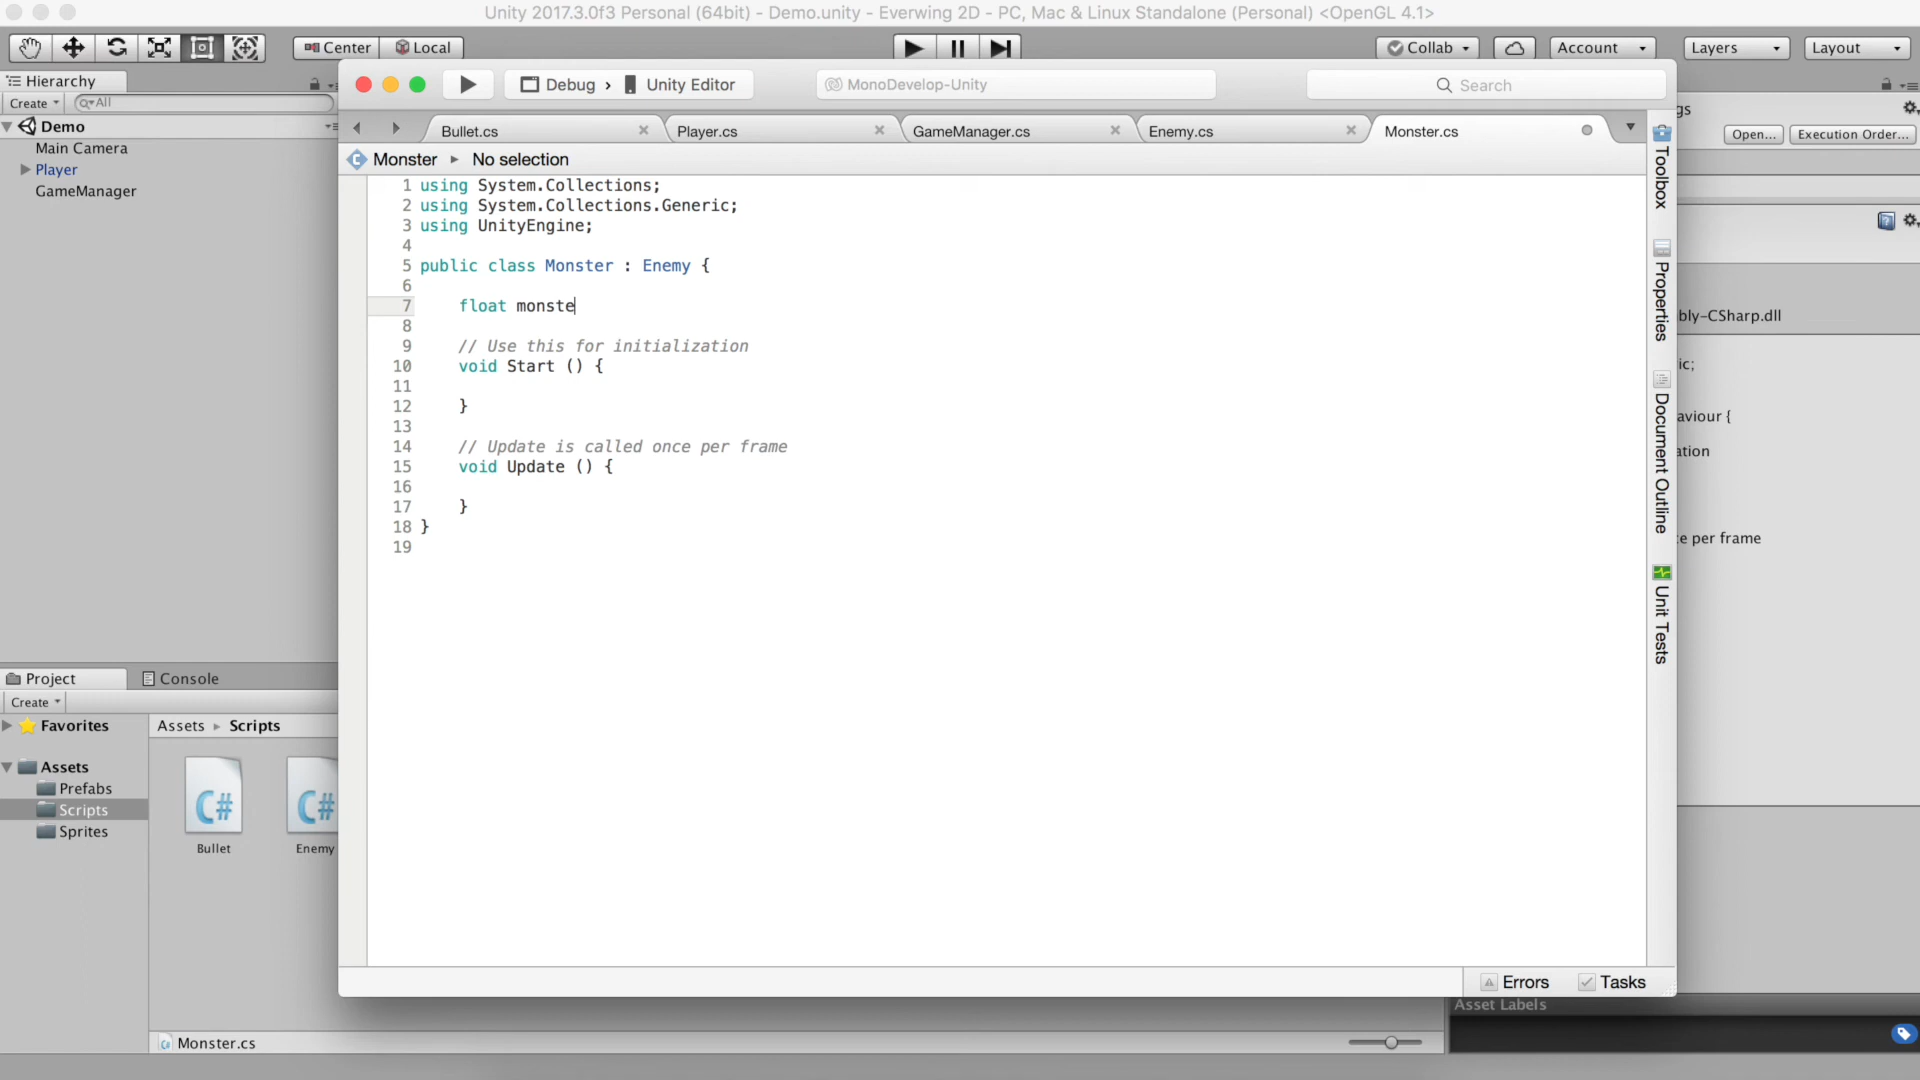 Unity 2017.3.0f3 Personal (64bit) - Demo.unity - Everwing 2D - PC, Mac & Linux Standalone (Personal) <OpenGL 4.1>
Center Local Collab Account Layers Layout
Hierarchy
Create All
Demo
Main Camera
Player
GameManager
Debug › Unity Editor MonoDevelop-Unity Search
Bullet.cs Player.cs GameManager.cs Enemy.cs Monster.cs
Monster No selection
1 using System.Collections;
2 using System.Collections.Generic;
3 using UnityEngine;
4
5 public class Monster : Enemy {
6
7 float monste
8
9 // Use this for initialization
10 void Start () {
11
12 }
13
14 // Update is called once per frame
15 void Update () {
16
17 }
18 }
19
Toolbox
Properties
Document Outline
Unit Tests
gs
Open... Execution Order...
bly-CSharp.dll
ic;
aviour {
ation
e per frame
Project Console
Create
Favorites
Assets
Prefabs
Scripts
Sprites
Assets Scripts
C# C#
Bullet Enemy
Errors Tasks
Asset Labels
Monster.cs